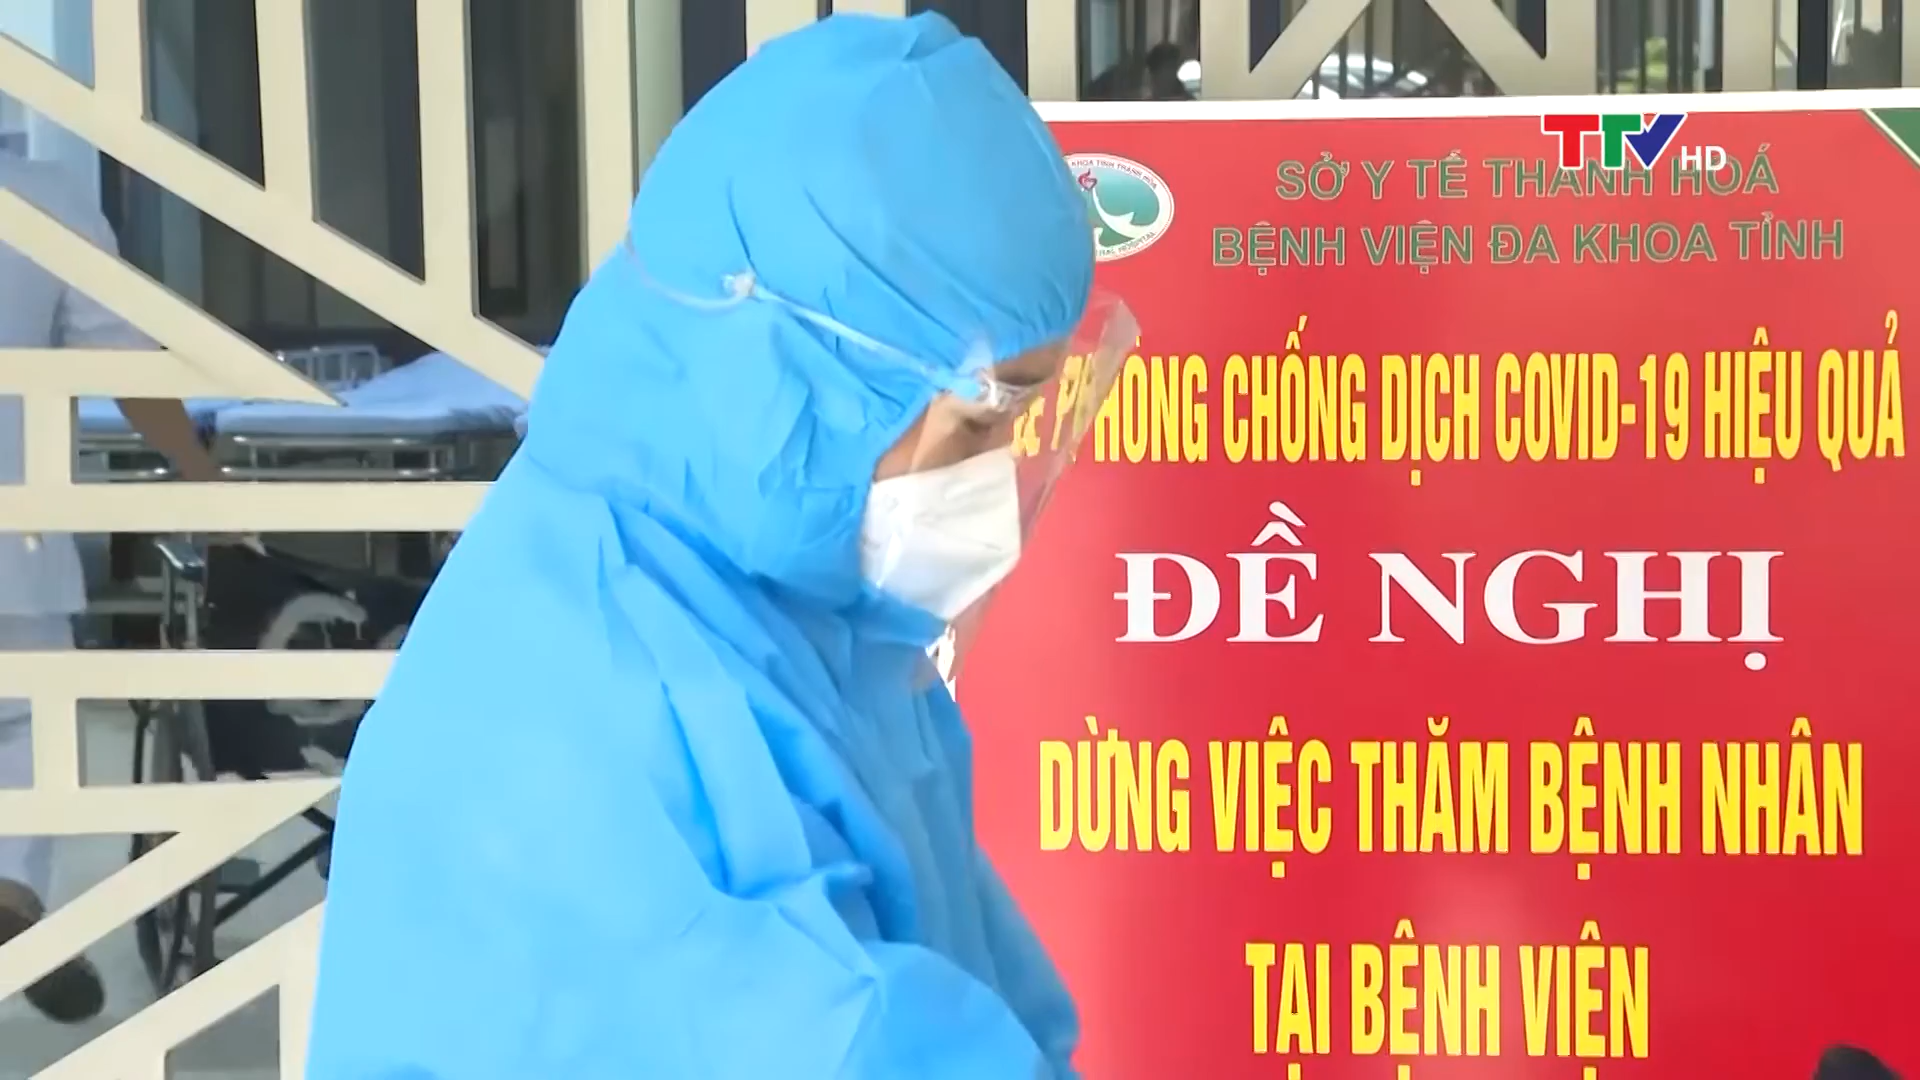 TTV HD
SỞ Y TẾ THANH HOÁ
BỆNH VIỆN ĐA KHOA TỈNH
PHÒNG CHỐNG DỊCH COVID-19 HIỆU QUẢ
ĐỀ NGHỊ
DỪNG VIỆC THĂM BỆNH NHÂN
TẠI BỆNH VIỆN